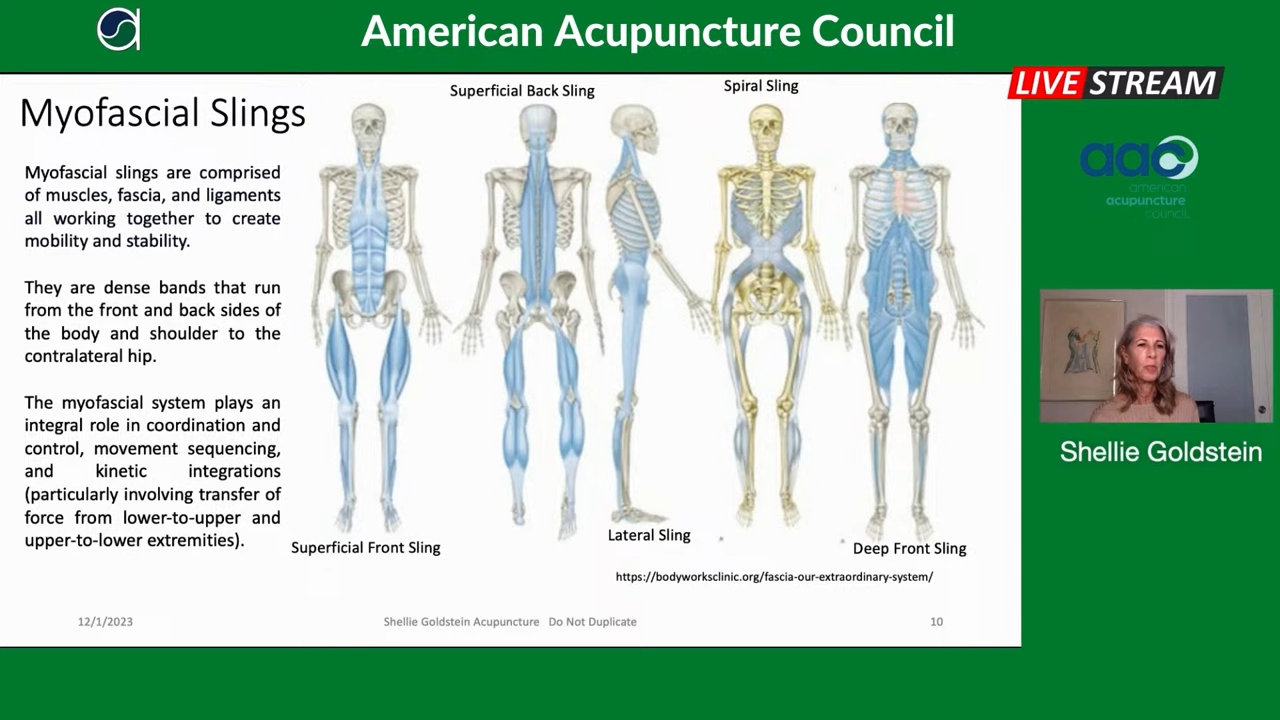 American Acupuncture Council
LIVE STREAM
Myofascial Slings
Superficial Back Sling
Spiral Sling
Myofascial slings are comprised
of muscles, fascia, and ligaments
all working together to create
mobility and stability.
They are dense bands that run
from the front and back sides of
the body and shoulder to the
contralateral hip.
The myofascial system plays an
integral role in coordination and
control, movement sequencing,
and kinetic integrations
(particularly involving transfer of
force from lower-to-upper and
upper-to-lower extremities).
Superficial Front Sling
Lateral Sling
Deep Front Sling
https://bodyworksclinic.org/fascia-our-extraordinary-system/
12/1/2023
Shellie Goldstein Acupuncture Do Not Duplicate
10
aac
american
acupuncture
council
Shellie Goldstein